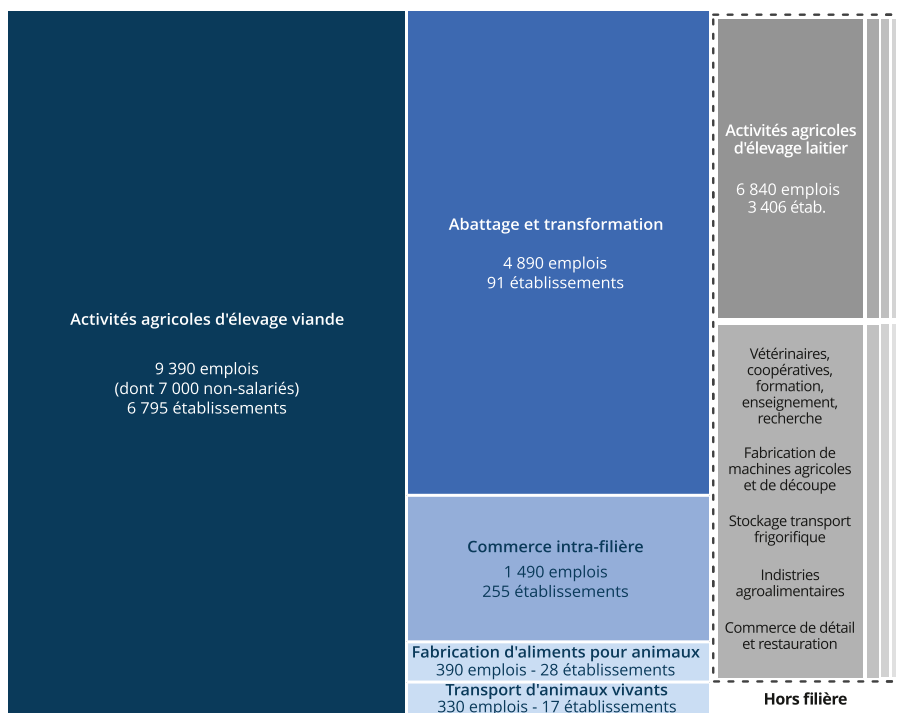 Activités agricoles d'élevage viande
9 390 emplois
(dont 7 000 non-salariés)
6 795 établissements
Abattage et transformation
4 890 emplois
91 établissements
Commerce intra-filière
1 490 emplois
255 établissements
Fabrication d'aliments pour animaux
390 emplois - 28 établissements
Transport d'animaux vivants
330 emplois - 17 établissements
Activités agricoles
d'élevage laitier
6 840 emplois
3 406 étab.
Vétérinaires,
coopératives,
formation,
enseignement,
recherche
Fabrication de
machines agricoles
et de découpe
Stockage transport
frigorifique
Indistries
agroalimentaires
Commerce de détail
et restauration
Hors filière